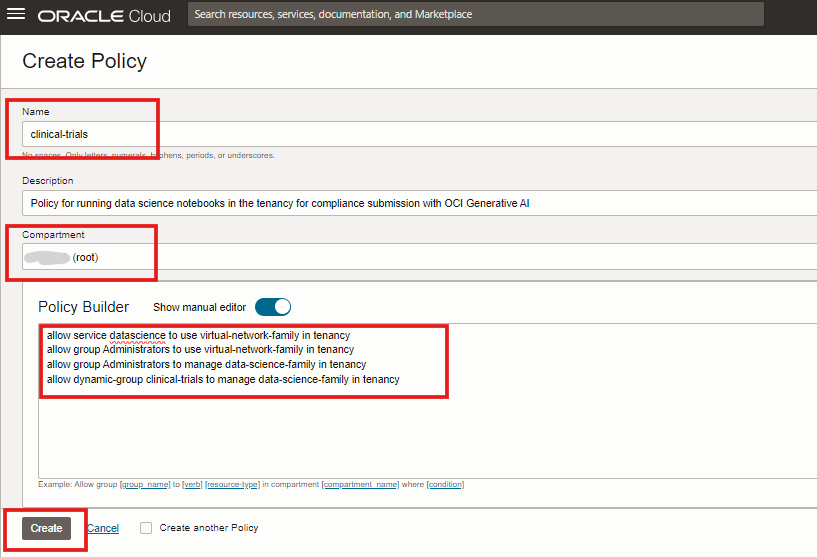 ORACLE Cloud
Search resources, services, documentation, and Marketplace
Create Policy
Name
clinical-trials
No spaces. Only letters, numerals, hyphens, periods, or underscores.
Description
Policy for running data science notebooks in the tenancy for compliance submission with OCI Generative AI
Compartment
(root)
Policy Builder
Show manual editor
allow service datascience to use virtual-network-family in tenancy
allow group Administrators to use virtual-network-family in tenancy
allow group Administrators to manage data-science-family in tenancy
allow dynamic-group clinical-trials to manage data-science-family in tenancy
Example: Allow group [group_name] to [verb] [resource-type] in compartment [compartment_name] where [condition]
Create
Cancel
Create another Policy